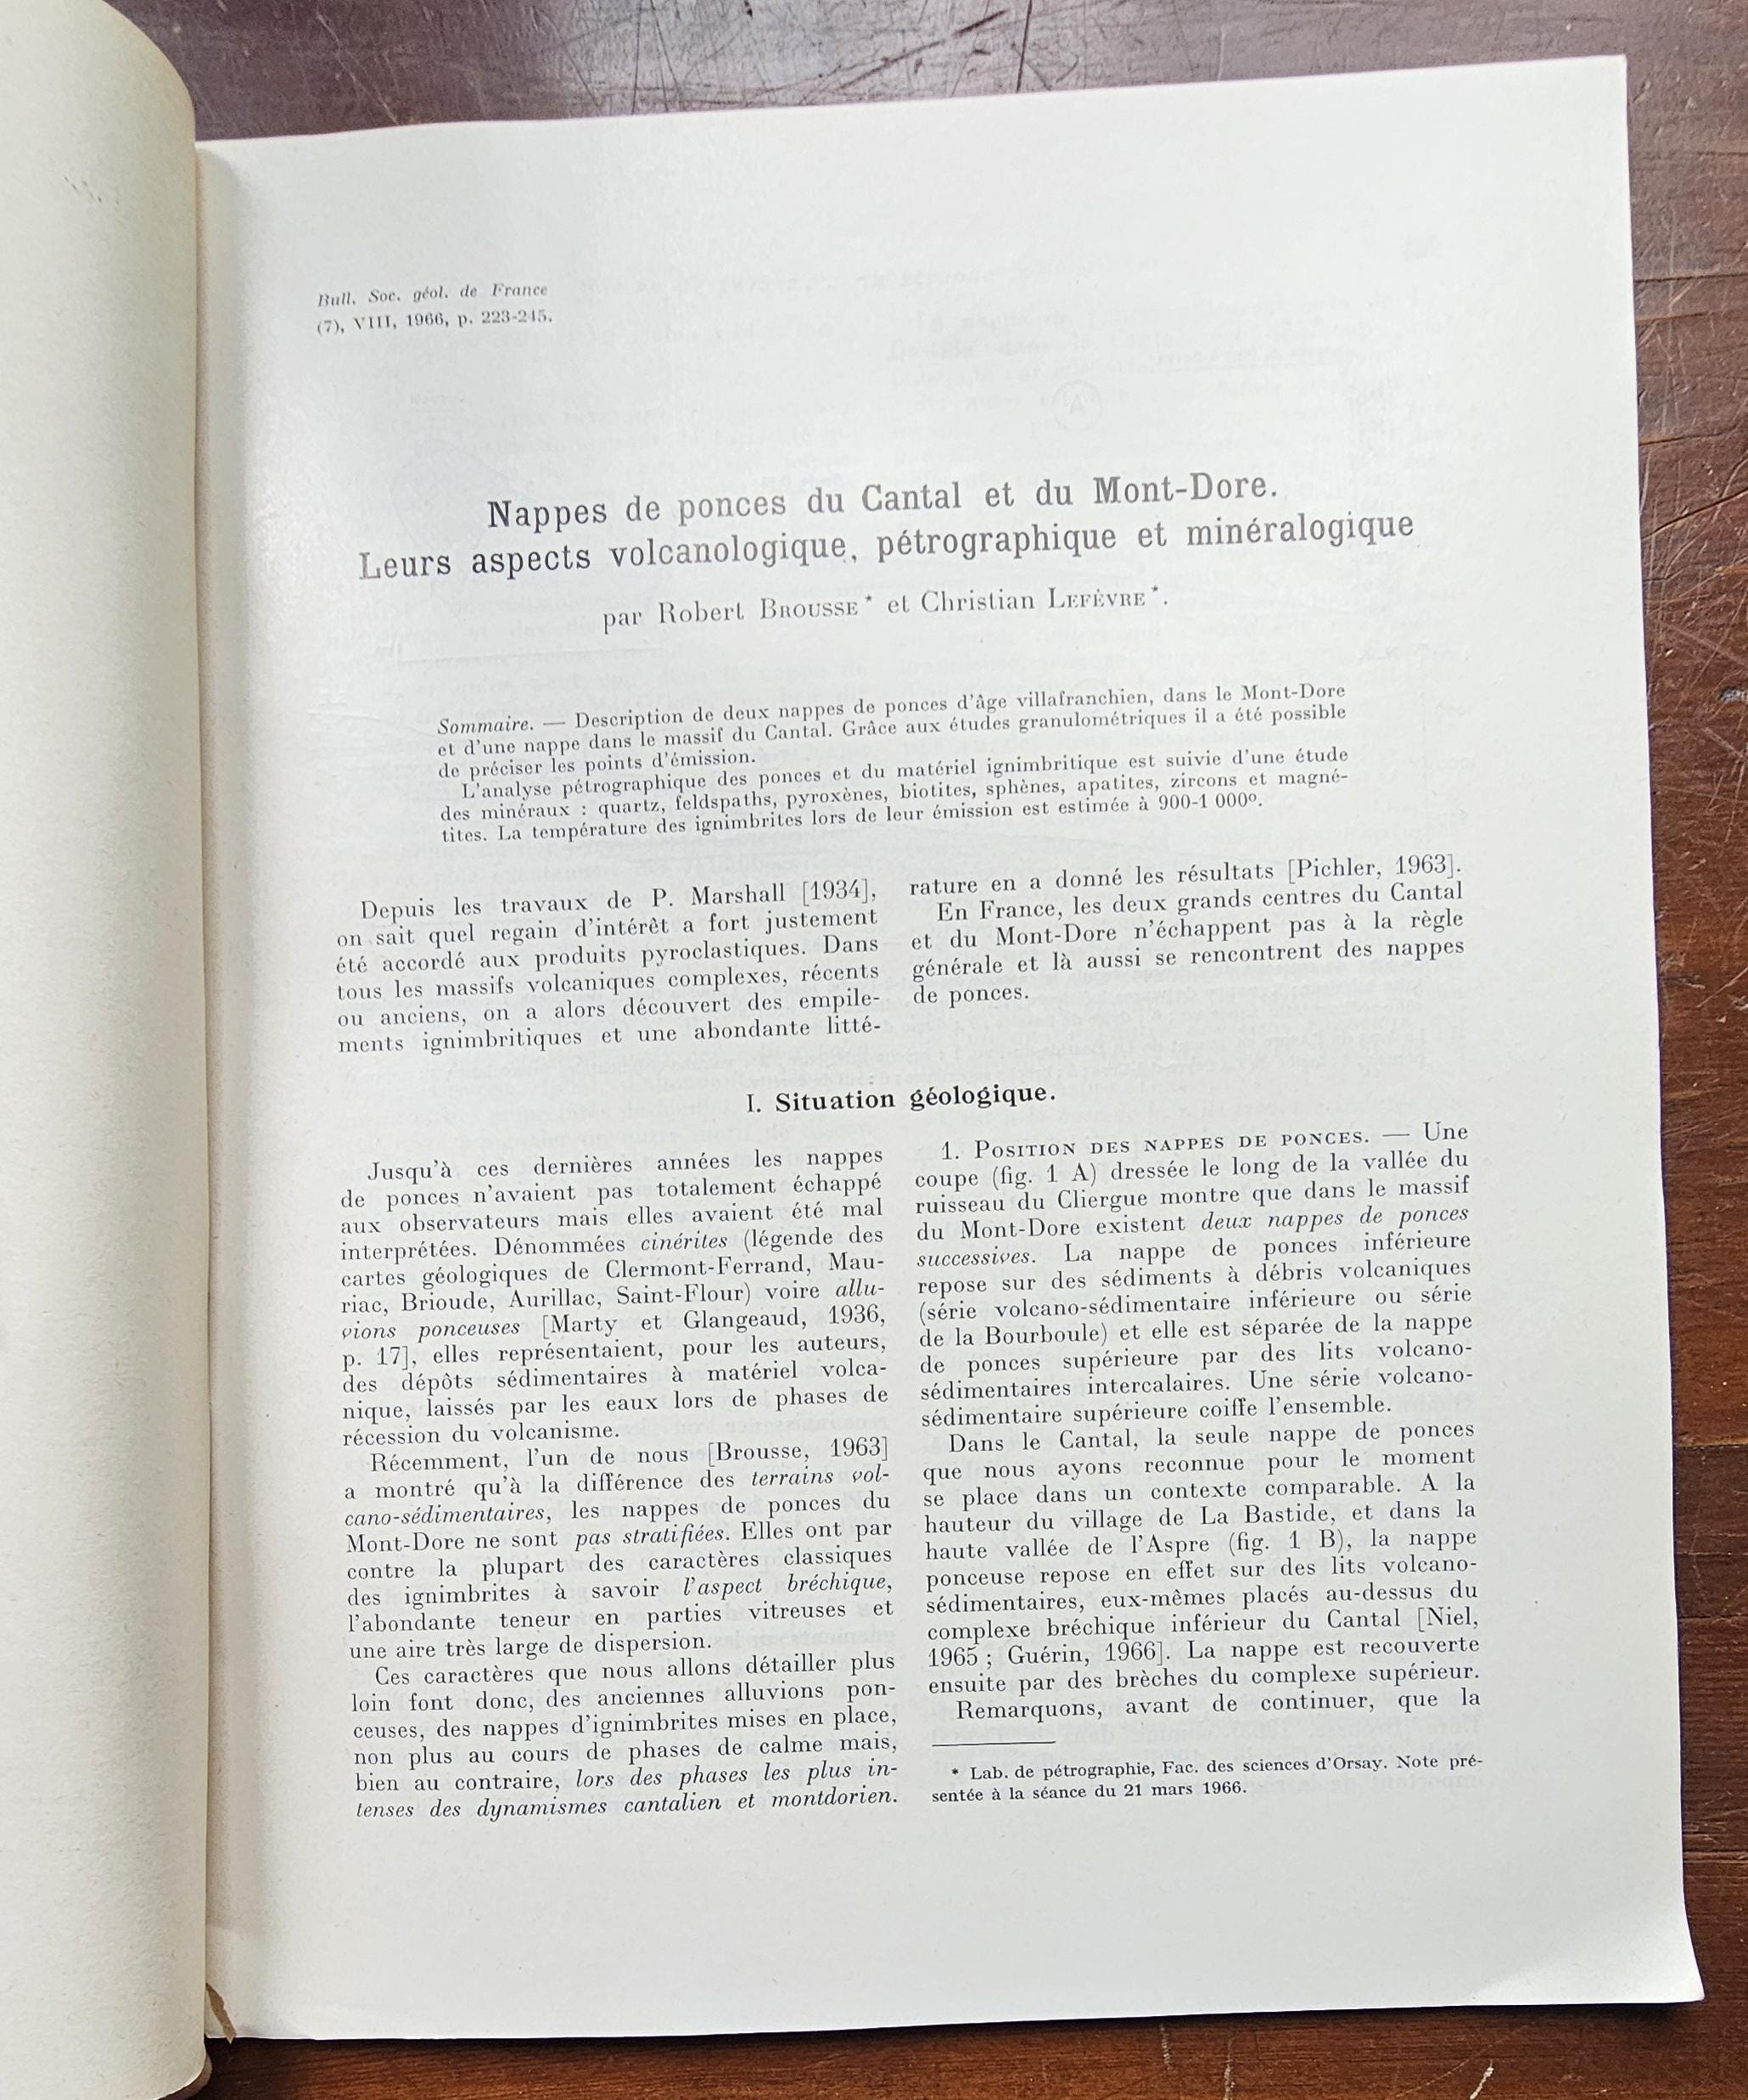 Bull. Soc. géol. de France
(7), VIII, 1966, p. 223-245.
Nappes de ponces du Cantal et du Mont-Dore.
Leurs aspects volcanologique, pétrographique et minéralogique
par Robert BROUSSE * et Christian LEFÈVRE *.
Sommaire. — Description de deux nappes de ponces d'âge villafranchien, dans le Mont-Dore
et d'une nappe dans le massif du Cantal. Grâce aux études granulométriques il a été possible
de préciser les points d'émission.
L'analyse pétrographique des ponces et du matériel ignimbritique est suivie d'une étude
des minéraux : quartz, feldspaths, pyroxènes, biotites, sphènes, apatites, zircons et magné-
tites. La température des ignimbrites lors de leur émission est estimée à 900-1 000º.
Depuis les travaux de P. Marshall [1934],
on sait quel regain d'intérêt a fort justement
été accordé aux produits pyroclastiques. Dans
tous les massifs volcaniques complexes, récents
ou anciens, on a alors découvert des empile-
ments ignimbritiques et une abondante litté-
rature en a donné les résultats [Pichler, 1963].
En France, les deux grands centres du Cantal
et du Mont-Dore n'échappent pas à la règle
générale et là aussi se rencontrent des nappes
de ponces.
I. Situation géologique.
Jusqu'à ces dernières années les nappes
de ponces n'avaient pas totalement échappé
aux observateurs mais elles avaient été mal
interprétées. Dénommées cinérites (légende des
cartes géologiques de Clermont-Ferrand, Mau-
riac, Brioude, Aurillac, Saint-Flour) voire allu-
vions ponceuses [Marty et Glangeaud, 1936,
p. 17], elles représentaient, pour les auteurs,
des dépôts sédimentaires à matériel volca-
nique, laissés par les eaux lors de phases de
récession du volcanisme.
Récemment, l'un de nous [Brousse, 1963]
a montré qu'à la différence des terrains vol-
cano-sédimentaires, les nappes de ponces du
Mont-Dore ne sont pas stratifiées. Elles ont par
contre la plupart des caractères classiques
des ignimbrites à savoir l'aspect bréchique,
l'abondante teneur en parties vitreuses et
une aire très large de dispersion.
Ces caractères que nous allons détailler plus
loin font donc, des anciennes alluvions pon-
ceuses, des nappes d'ignimbrites mises en place,
non plus au cours de phases de calme mais,
bien au contraire, lors des phases les plus in-
tenses des dynamismes cantalien et montdorien.
1. POSITION DES NAPPES DE PONCES. — Une
coupe (fig. 1 A) dressée le long de la vallée du
ruisseau du Cliergue montre que dans le massif
du Mont-Dore existent deux nappes de ponces
successives. La nappe de ponces inférieure
repose sur des sédiments à débris volcaniques
(série volcano-sédimentaire inférieure ou série
de la Bourboule) et elle est séparée de la nappe
de ponces supérieure par des lits volcano-
sédimentaires intercalaires. Une série volcano-
sédimentaire supérieure coiffe l'ensemble.
Dans le Cantal, la seule nappe de ponces
que nous ayons reconnue pour le moment
se place dans un contexte comparable. A la
hauteur du village de La Bastide, et dans la
haute vallée de l'Aspre (fig. 1 B), la nappe
ponceuse repose en effet sur des lits volcano-
sédimentaires, eux-mêmes placés au-dessus du
complexe bréchique inférieur du Cantal [Niel,
1965 ; Guérin, 1966]. La nappe est recouverte
ensuite par des brèches du complexe supérieur.
Remarquons, avant de continuer, que la
* Lab. de pétrographie, Fac. des sciences d'Orsay. Note pré-
sentée à la séance du 21 mars 1966.